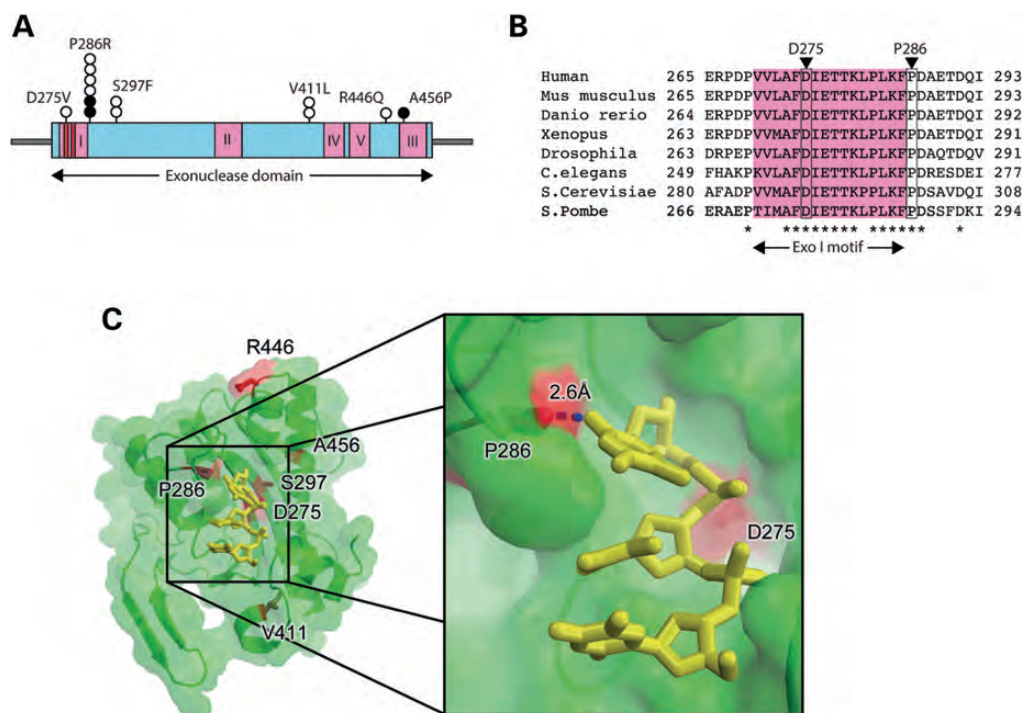 A
P286R
D275V
S297F
V411L
R446Q
A456P
I
II
IV
V
III
Exonuclease domain
B
D275 P286
Human 265 ERPDPVVLAFDIETTKLPLKFPDAETDQI 293
Mus musculus 265 ERPDPVVLAFDIETTKLPLKFPDAETDQI 293
Danio rerio 264 ERPDPVVLAFDIETTKLPLKFPDAETDQI 292
Xenopus 263 ERPDPVVMAFDIETTKLPLKFPDAETDQI 291
Drosophila 263 DRPEPVVLAFDIETTKLPLKFPDAQTDQV 291
C.elegans 249 FHAKPKVLAFDIETTKLPLKFPDRESDEI 277
S.Cerevisiae 280 AFADPVVMAFDIETTKPPLKFPDSAVDQI 308
S.Pombe 266 ERAEPTIMAFDIETTKLPLKFPDSSFDKI 294
* ******** ****** *
Exo I motif
C
R446
A456
P286
S297
D275
V411
2.6Å
P286
D275